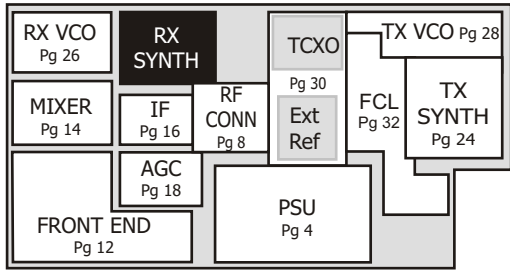 RX VCO
Pg 26
RX
SYNTH
TCXO
Pg 30
Ext
Ref
TX VCO Pg 28
MIXER
Pg 14
IF
Pg 16
RF
CONN
Pg 8
FCL
Pg 32
TX
SYNTH
Pg 24
AGC
Pg 18
FRONT END
Pg 12
PSU
Pg 4